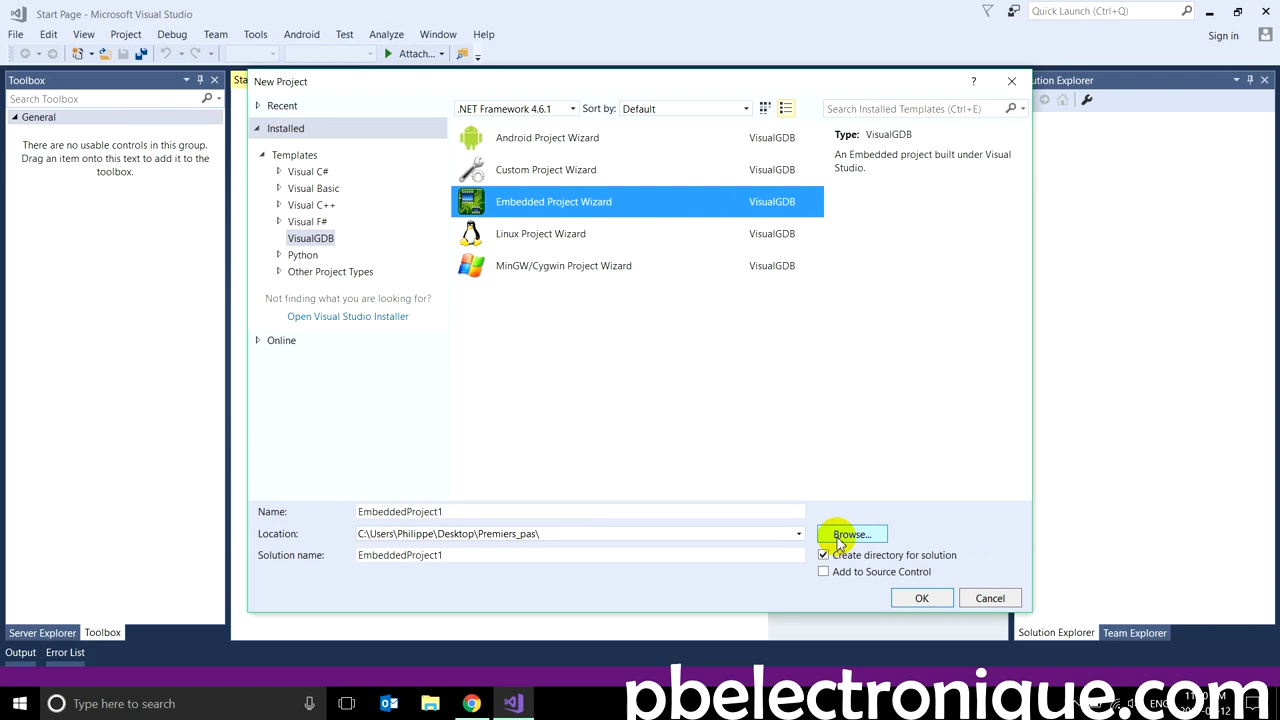 Start Page - Microsoft Visual Studio
Quick Launch (Ctrl+Q)
File Edit View Project Debug Team Tools Android Test Analyze Window Help
Sign in
Attach...
Toolbox
Search Toolbox
General
There are no usable controls in this group.
Drag an item onto this text to add it to the
toolbox.
Sta
New Project
?
Recent
.NET Framework 4.6.1
Sort by: Default
Search Installed Templates (Ctrl+E)
Installed
Templates
Visual C#
Visual Basic
Visual C++
Visual F#
VisualGDB
Python
Other Project Types
Not finding what you are looking for?
Open Visual Studio Installer
Online
Android Project Wizard VisualGDB
Custom Project Wizard VisualGDB
Embedded Project Wizard VisualGDB
Linux Project Wizard VisualGDB
MinGW/Cygwin Project Wizard VisualGDB
Type: VisualGDB
An Embedded project built under Visual
Studio.
Name: EmbeddedProject1
Location: C:\Users\Philippe\Desktop\Premiers_pas\
Browse...
Solution name: EmbeddedProject1
Create directory for solution
Add to Source Control
OK Cancel
ution Explorer
Server Explorer Toolbox
Solution Explorer Team Explorer
Output Error List
Type here to search
ENG
pbelectronique.com